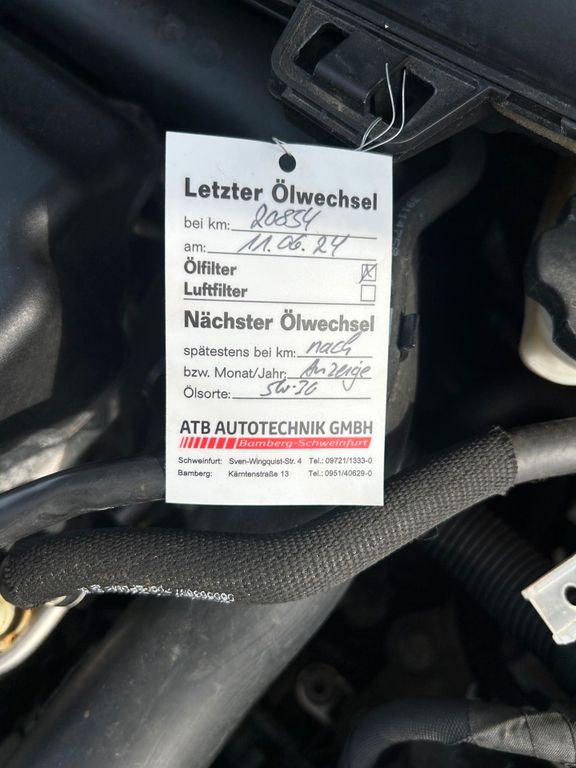 Letzter Ölwechsel
bei km: 20854
am: 11.06.24
Ölfilter
Luftfilter
Nächster Ölwechsel
spätestens bei km: nach
bzw. Monat/Jahr: Anzeige
Ölsorte: 5W-30
ATB AUTOTECHNIK GMBH
Bamberg-Schweinfurt
Schweinfurt: Sven-Wingquist-Str. 4 Tel.: 09721/1333-0
Bamberg: Kärntenstraße 13 Tel.: 0951/40629-0